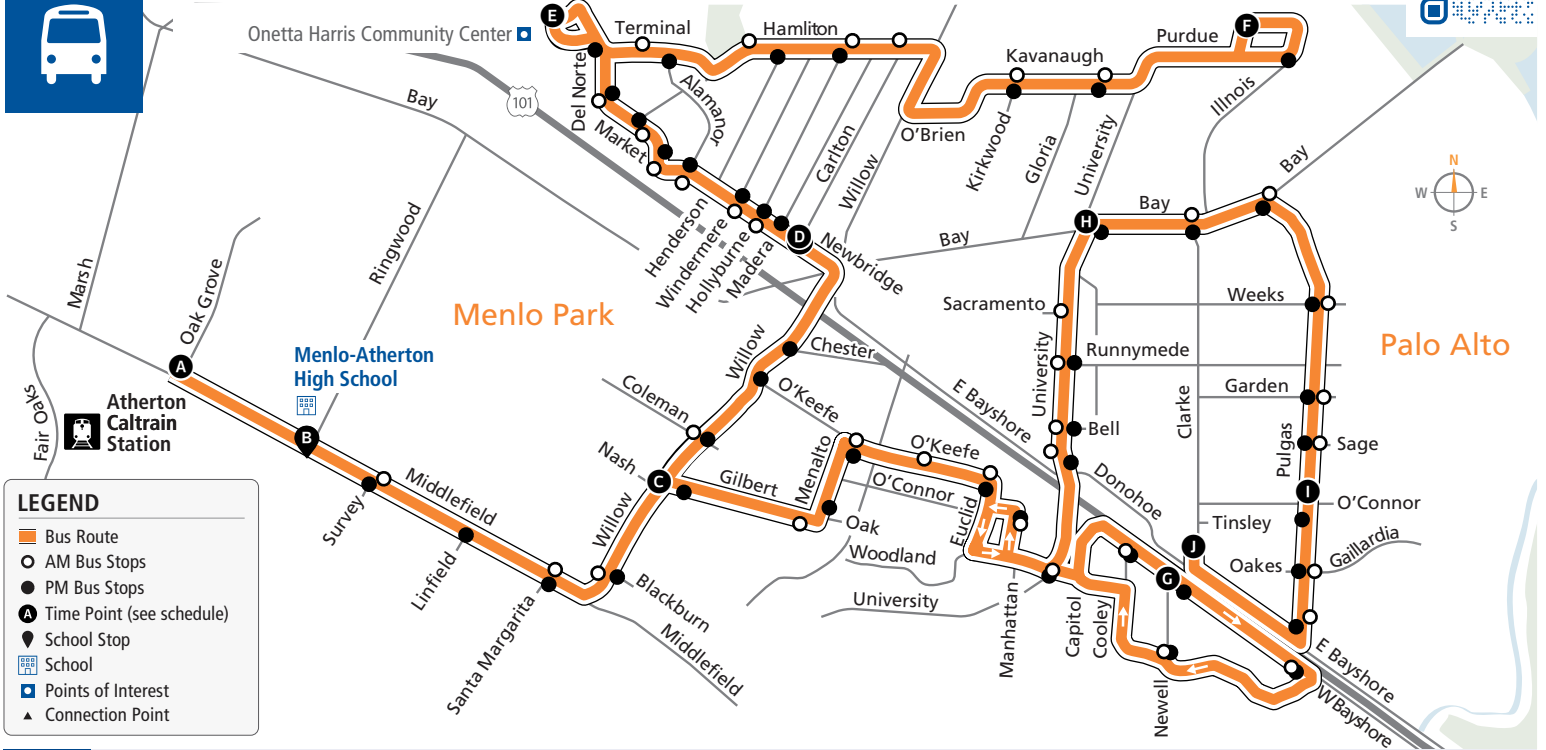 Onetta Harris Community Center
E
Terminal
Hamliton
Kavanaugh
Purdue
F
101
Bay
Del Norte
Alamanor
Market
Carlton
Willow
O'Brien
Kirkwood
Gloria
University
Illnois
Bay
N
W
E
S
Marsh
Oak Grove
Ringwood
Henderson
Windermere
Hollyburne
Madera
D
Newbridge
Bay
H
Bay
Menlo Park
Palo Alto
Sacramento
Weeks
Runnymede
Garden
University
Bell
Clarke
Pulgas
Sage
I
O'Connor
Tinsley
Gaillardia
Oakes
J
Donohoe
E Bayshore
Willow
Chester
Coleman
O'Keefe
Nash
C
Gilbert
Menalto
O'Keefe
O'Connor
Oak
Euclid
Woodland
University
Manhattan
Capitol
Cooley
G
Newell
E Bayshore
W Bayshore
A
Menlo-Atherton
High School
B
Atherton
Caltrain
Station
Fair Oaks
Survey
Middlefield
Linfield
Santa Margarita
Willow
Blackburn
Middlefield
LEGEND
Bus Route
AM Bus Stops
PM Bus Stops
A Time Point (see schedule)
School Stop
School
Points of Interest
Connection Point